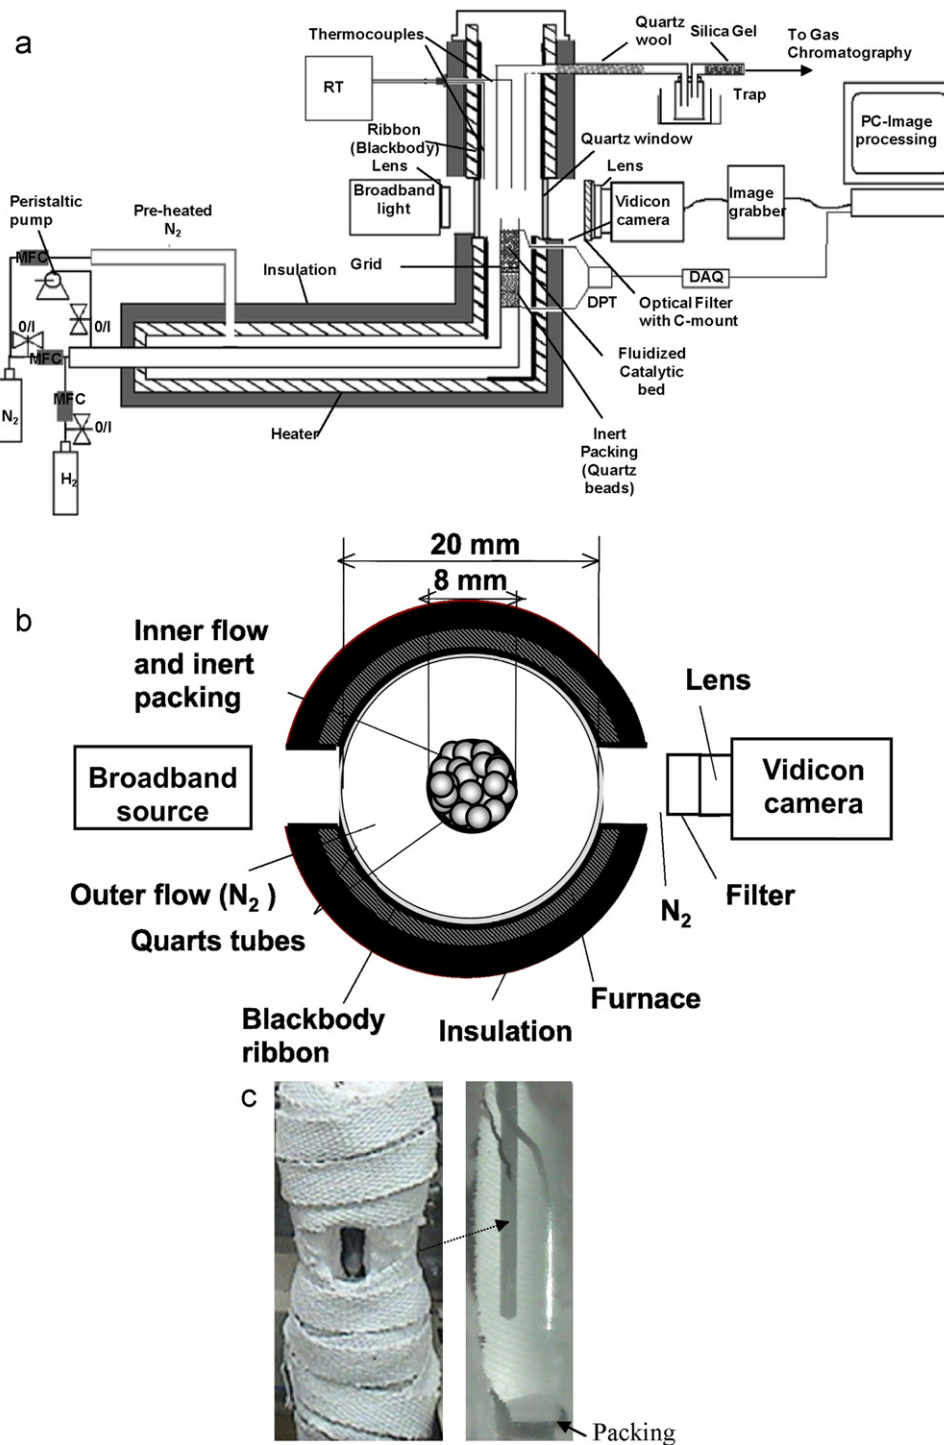 a
Thermocouples
RT
Quartz
wool
Silica Gel
To Gas
Chromatography
Trap
PC-Image
processing
Ribbon
(Blackbody)
Lens
Broadband
light
Quartz window
Lens
Vidicon
camera
Image
grabber
Peristaltic
pump
Pre-heated
N2
MFC
Insulation
Grid
DPT
DAQ
Optical Filter
with C-mount
0/I
0/I
MFC
Fluidized
Catalytic
bed
MFC
N2
0/I
Heater
Inert
Packing
(Quartz
beads)
H2
b
20 mm
8 mm
Inner flow
and inert
packing
Lens
Broadband
source
Vidicon
camera
Outer flow (N2 )
Quarts tubes
N2
Filter
Blackbody
ribbon
Insulation
Furnace
c
Packing